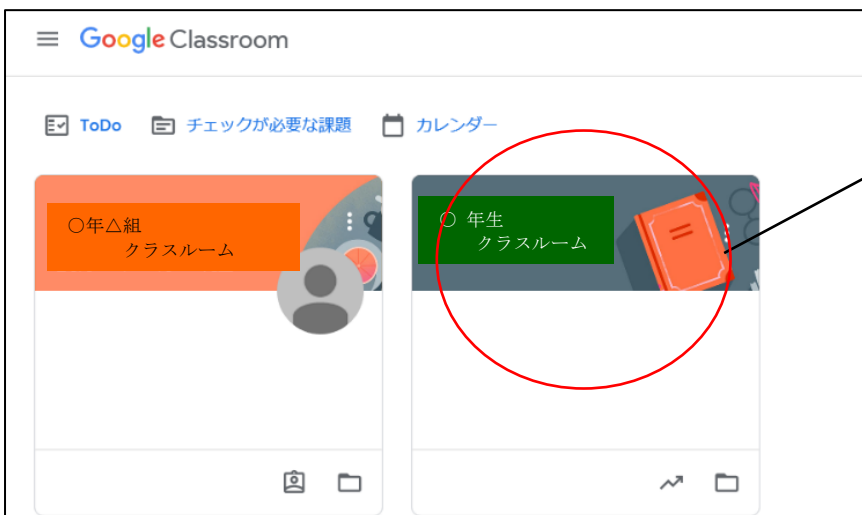 Google Classroom
ToDo チェックが必要な課題 カレンダー
〇年△組
クラスルーム
〇 年生
クラスルーム